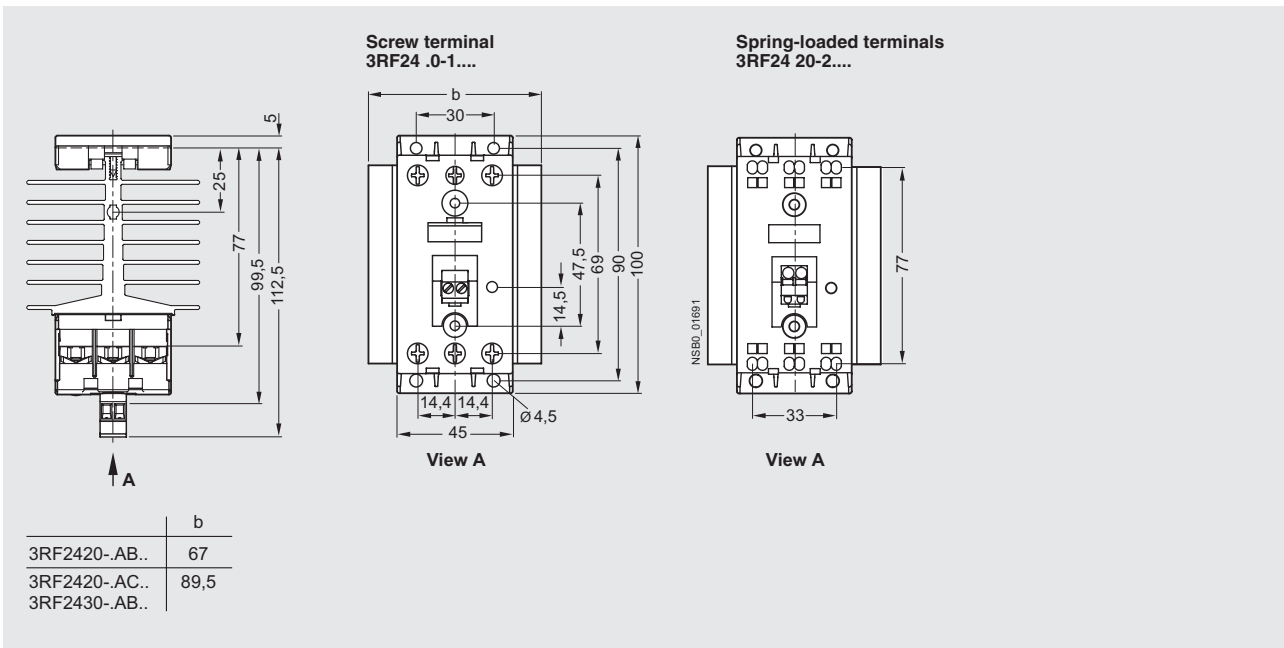 Screw terminal
3RF24 .0-1....
Spring-loaded terminals
3RF24 20-2....
5
25
77
99,5
112,5
A
b
30
47,5
69
90
100
14,5
14,4
14,4
Ø 4,5
45
View A
NSB0_01691
77
33
View A
b
3RF2420-.AB.. 67
3RF2420-.AC.. 89,5
3RF2430-.AB..